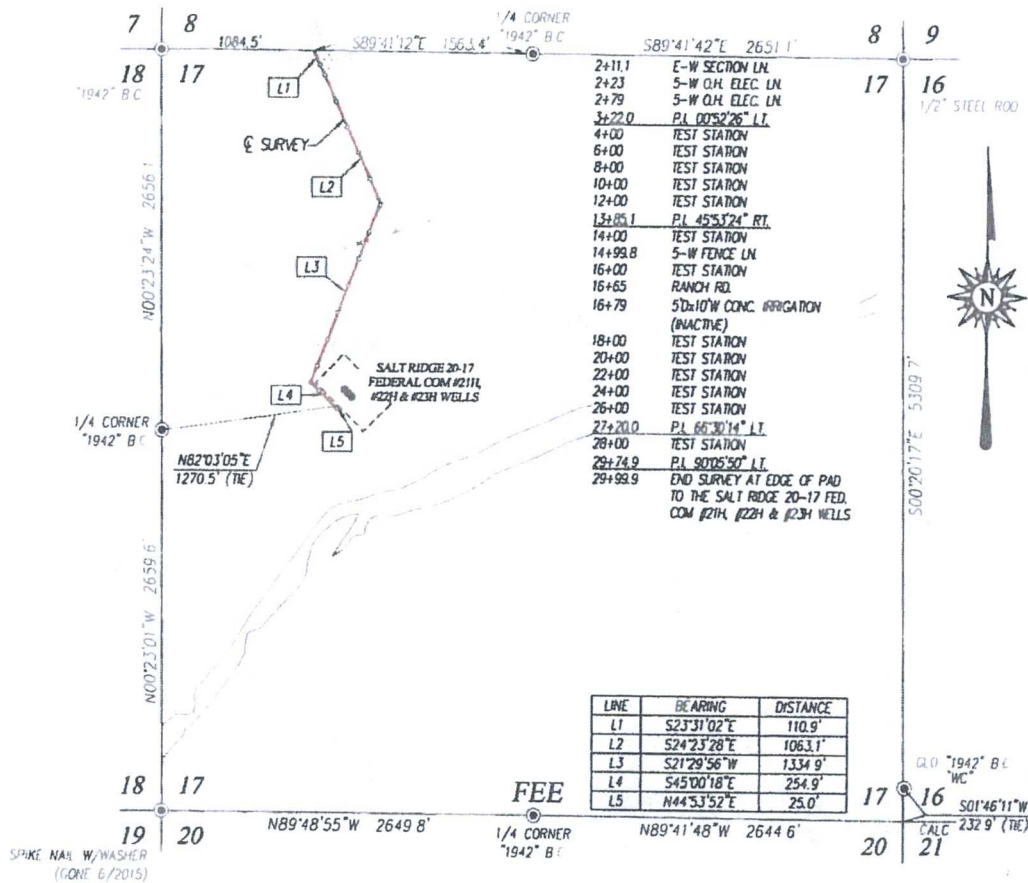 7 8
1/4 CORNER
"1942" B.C.
1084.5' S89°41'12"E 1563.4'
S89°41'42"E 2651.1'
8 9
18 17
"1942" B.C.
17 16
1/2" STEEL ROD
L1
₵ SURVEY
L2
L3
N00°23'24"W 2656.1'
2+11.1 E-W SECTION LN.
2+23 5-W O.H. ELEC. LN.
2+79 5-W O.H. ELEC. LN.
3+22.0 P.I. 00°52'26" LT.
4+00 TEST STATION
6+00 TEST STATION
8+00 TEST STATION
10+00 TEST STATION
12+00 TEST STATION
13+85.1 P.I. 45°53'24" RT.
14+00 TEST STATION
14+99.8 5-W FENCE LN.
16+00 TEST STATION
16+65 RANCH RD.
16+79 5'Dx10'W CONC. IRRIGATION
(INACTIVE)
18+00 TEST STATION
20+00 TEST STATION
22+00 TEST STATION
24+00 TEST STATION
26+00 TEST STATION
27+20.0 P.I. 66°30'14" LT.
28+00 TEST STATION
29+74.9 P.I. 90°05'50" LT.
29+99.9 END SURVEY AT EDGE OF PAD
TO THE SALT RIDGE 20-17 FED.
COM #21H, #22H & #23H WELLS
N
S00°20'17"E 5309.7'
SALT RIDGE 20-17
FEDERAL COM #21H,
#22H & #23H WELLS
L4
L5
1/4 CORNER
"1942" B.C.
N82°03'05"E
1270.5' (TIE)
N00°23'01"W 2659.6'
LINE BEARING DISTANCE
L1 S23°31'02"E 110.9'
L2 S24°23'28"E 1063.1'
L3 S21°29'56"W 1334.9'
L4 S45°00'18"E 254.9'
L5 N44°53'52"E 25.0'
GLO "1942" B.C.
"WC"
18 17
FEE
17 16
S01°46'11"W
232.9' (TIE)
CALC
19 20
N89°48'55"W 2649.8'
1/4 CORNER
"1942" B.C.
N89°41'48"W 2644.6'
20 21
SPIKE NAIL W/WASHER
(GONE 6/2015)